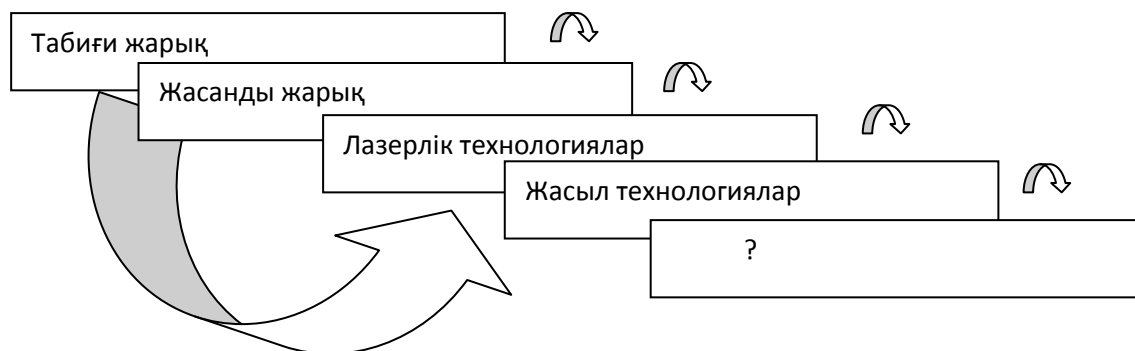 Табиғи жарық
Жасанды жарық
Лазерлік технологиялар
Жасыл технологиялар
?